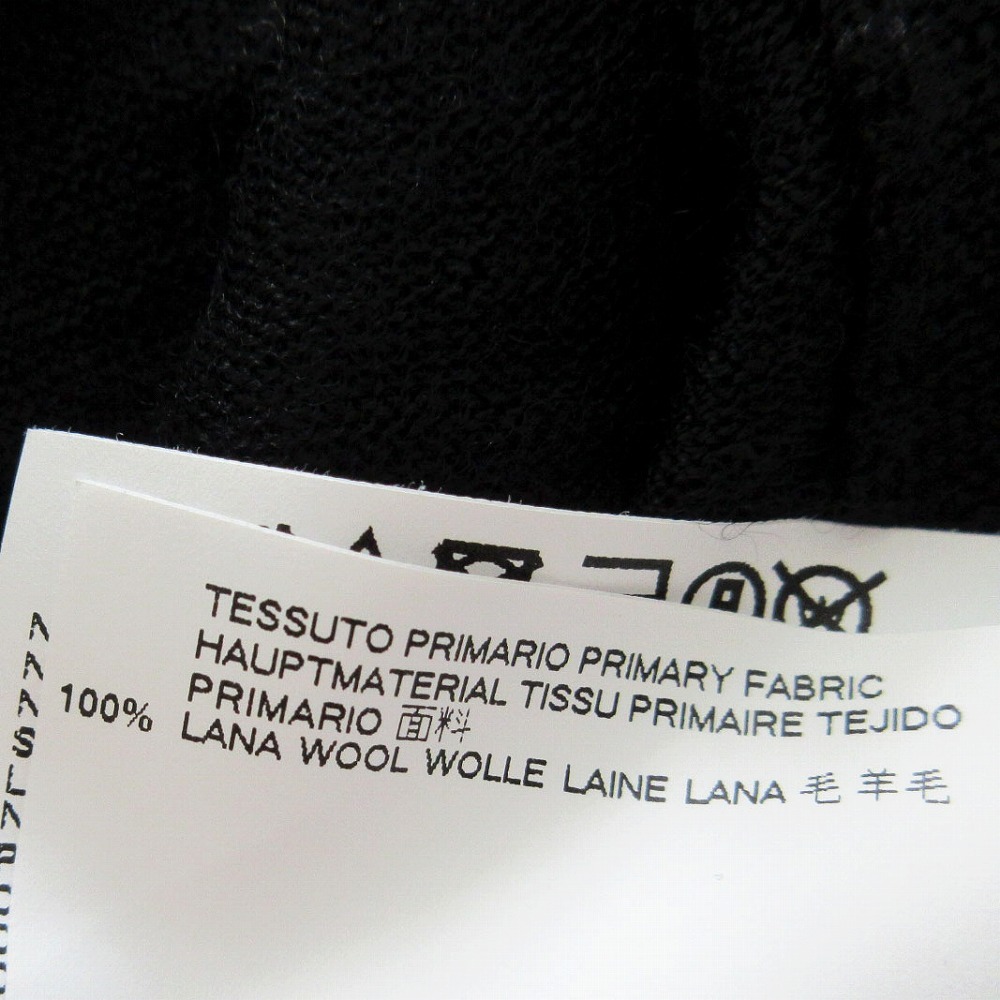 TESSUTO PRIMARIO PRIMARY FABRIC
HAUPTMATERIAL TISSU PRIMAIRE TEJIDO
PRIMARIO 面料
100% LANA WOOL WOLLE LAINE LANA 毛 羊毛